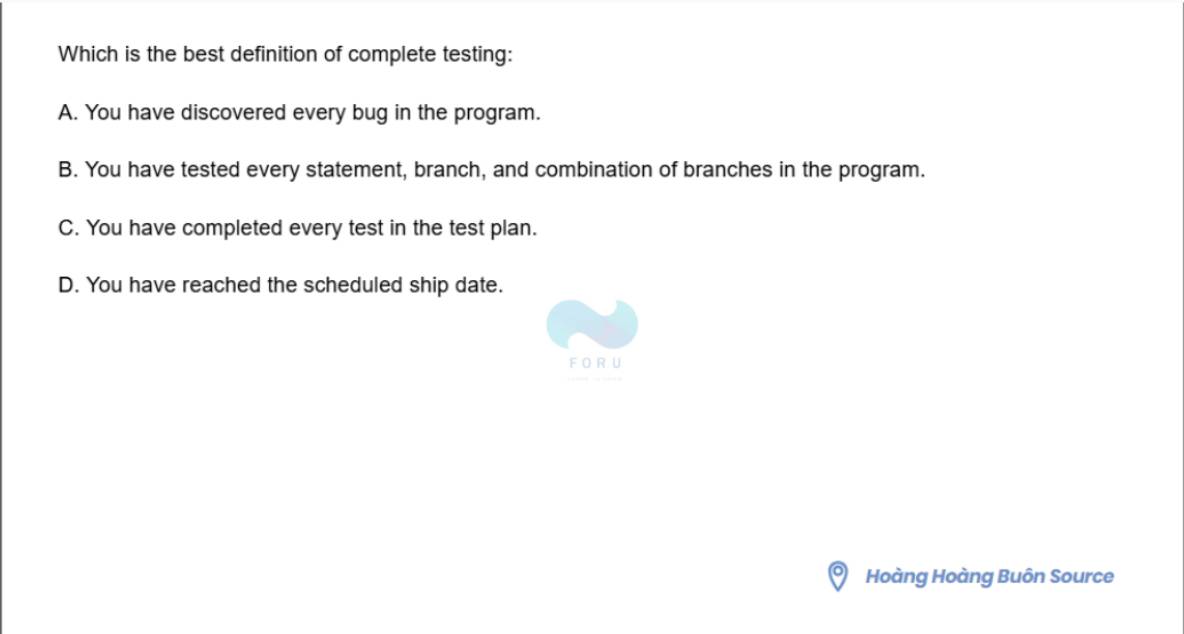 Which is the best definition of complete testing:
A. You have discovered every bug in the program.
B. You have tested every statement, branch, and combination of branches in the program.
C. You have completed every test in the test plan.
D. You have reached the scheduled ship date.
FORU
Hoàng Hoàng Buôn Source